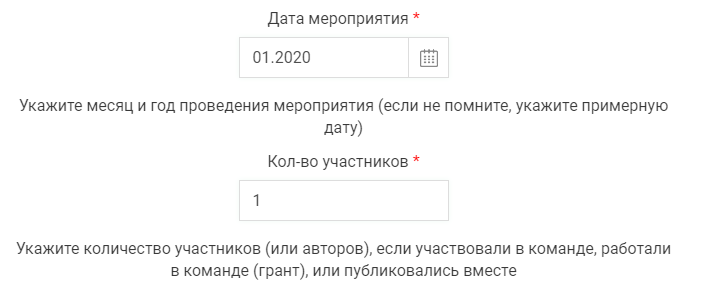 Дата мероприятия *
01.2020
Укажите месяц и год проведения мероприятия (если не помните, укажите примерную
дату)
Кол-во участников *
1
Укажите количество участников (или авторов), если участвовали в команде, работали
в команде (грант), или публиковались вместе